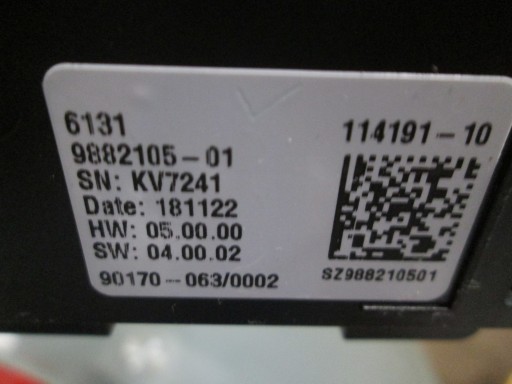 6131
114191-10
9882105-01
SN: KV7241
Date: 181122
HW: 05.00.00
SW: 04.00.02
90170-063/0002
SZ988210501